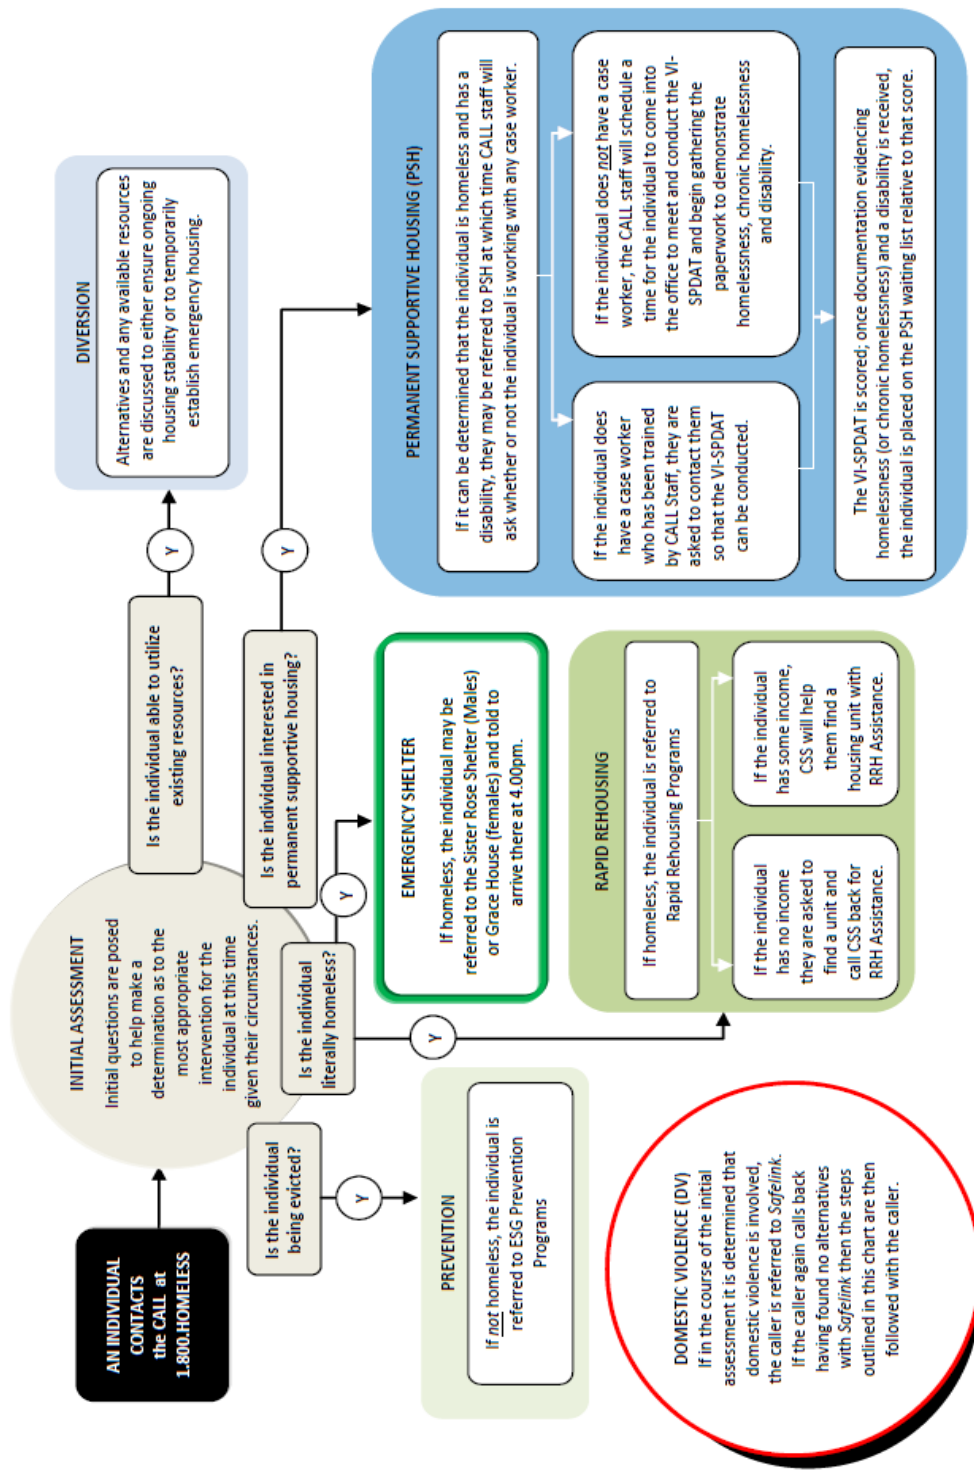 AN INDIVIDUAL
CONTACTS
the CALL at
1.800.HOMELESS
INITIAL ASSESSMENT
Initial questions are posed
to help make a
determination as to the
most appropriate
intervention for the
individual at this time
given their circumstances.
Is the individual
being evicted?
Is the individual
literally homeless?
Is the individual interested in
permanent supportive housing?
Is the individual able to utilize
existing resources?
Y
Y
Y
Y
Y
DIVERSION
Alternatives and any available resources
are discussed to either ensure ongoing
housing stability or to temporarily
establish emergency housing.
PREVENTION
If not homeless, the individual is
referred to ESG Prevention
Programs
EMERGENCY SHELTER
If homeless, the individual may be
referred to the Sister Rose Shelter (Males)
or Grace House (females) and told to
arrive there at 4.00pm.
RAPID REHOUSING
If homeless, the individual is referred to
Rapid Rehousing Programs
If the individual
has no income
they are asked to
find a unit and
call CSS back for
RRH Assistance.
If the individual
has some income,
CSS will help
them find a
housing unit with
RRH Assistance.
PERMANENT SUPPORTIVE HOUSING (PSH)
If it can be determined that the individual is homeless and has a
disability, they may be referred to PSH at which time CALL staff will
ask whether or not the individual is working with any case worker.
If the individual does
have a case worker
who has been trained
by CALL Staff, they are
asked to contact them
so that the VI-SPDAT
can be conducted.
If the individual does not have a case
worker, the CALL staff will schedule a
time for the individual to come into
the office to meet and conduct the VI-
SPDAT and begin gathering the
paperwork to demonstrate
homelessness, chronic homelessness
and disability.
The VI-SPDAT is scored; once documentation evidencing
homelessness (or chronic homelessness) and a disability is received,
the individual is placed on the PSH waiting list relative to that score.
DOMESTIC VIOLENCE (DV)
If in the course of the initial
assessment it is determined that
domestic violence is involved,
the caller is referred to Safelink.
If the caller again calls back
having found no alternatives
with Safelink then the steps
outlined in this chart are then
followed with the caller.